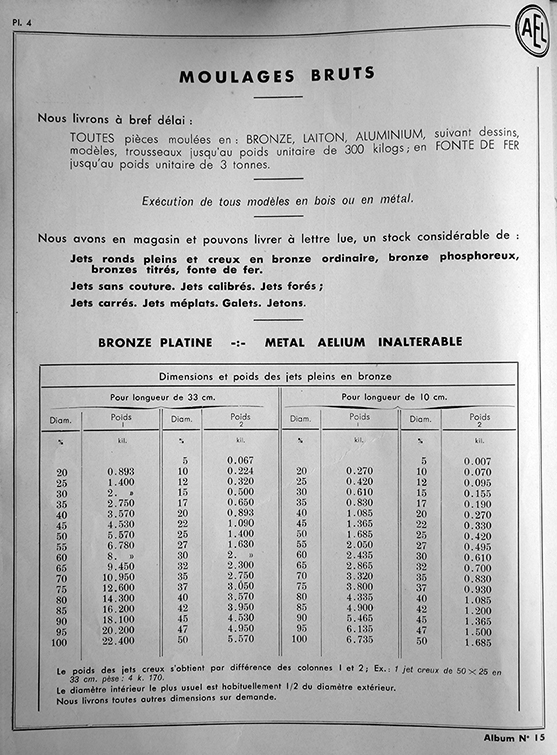 Pl. 4
AEL
MOULAGES BRUTS
Nous livrons à bref délai :
TOUTES pièces moulées en : BRONZE, LAITON, ALUMINIUM, suivant dessins,
modèles, trousseaux jusqu'au poids unitaire de 300 kilogs ; en FONTE DE FER
jusqu'au poids unitaire de 3 tonnes.
Exécution de tous modèles en bois ou en métal.
Nous avons en magasin et pouvons livrer à lettre lue, un stock considérable de :
Jets ronds pleins et creux en bronze ordinaire, bronze phosphoreux,
bronzes titrés, fonte de fer.
Jets sans couture. Jets calibrés. Jets forés ;
Jets carrés. Jets méplats. Galets. Jetons.
BRONZE PLATINE -:- METAL AELIUM INALTERABLE
Dimensions et poids des jets pleins en bronze
Pour longueur de 33 cm. Pour longueur de 10 cm.
Diam. Poids 1 Diam. Poids 2 Diam. Poids 1 Diam. Poids 2
% kil. % kil. % kil. % kil.
5 0.067 5 0.007
20 0.893 10 0.224 20 0.270 10 0.070
25 1.400 12 0.320 25 0.420 12 0.095
30 2. » 15 0.500 30 0.610 15 0.155
35 2.750 17 0.650 35 0.830 17 0.190
40 3.570 20 0.893 40 1.085 20 0.270
45 4.530 22 1.090 45 1.365 22 0.330
50 5.570 25 1.400 50 1.685 25 0.420
55 6.780 27 1.630 55 2.050 27 0.495
60 8. » 30 2. » 60 2.435 30 0.610
65 9.450 32 2.300 65 2.865 32 0.700
70 10.950 35 2.750 70 3.320 35 0.830
75 12.600 37 3.050 75 3.800 37 0.930
80 14.300 40 3.570 80 4.335 40 1.085
85 16.200 42 3.950 85 4.900 42 1.200
90 18.100 45 4.530 90 5.465 45 1.365
95 20.200 47 4.950 95 6.135 47 1.500
100 22.400 50 5.570 100 6.735 50 1.685
Le poids des jets creux s'obtient par différence des colonnes 1 et 2 ; Ex. : 1 jet creux de 50 × 25 en
33 cm. pèse : 4 k. 170.
Le diamètre intérieur le plus usuel est habituellement 1/2 du diamètre extérieur.
Nous livrons toutes autres dimensions sur demande.
Album N° 15